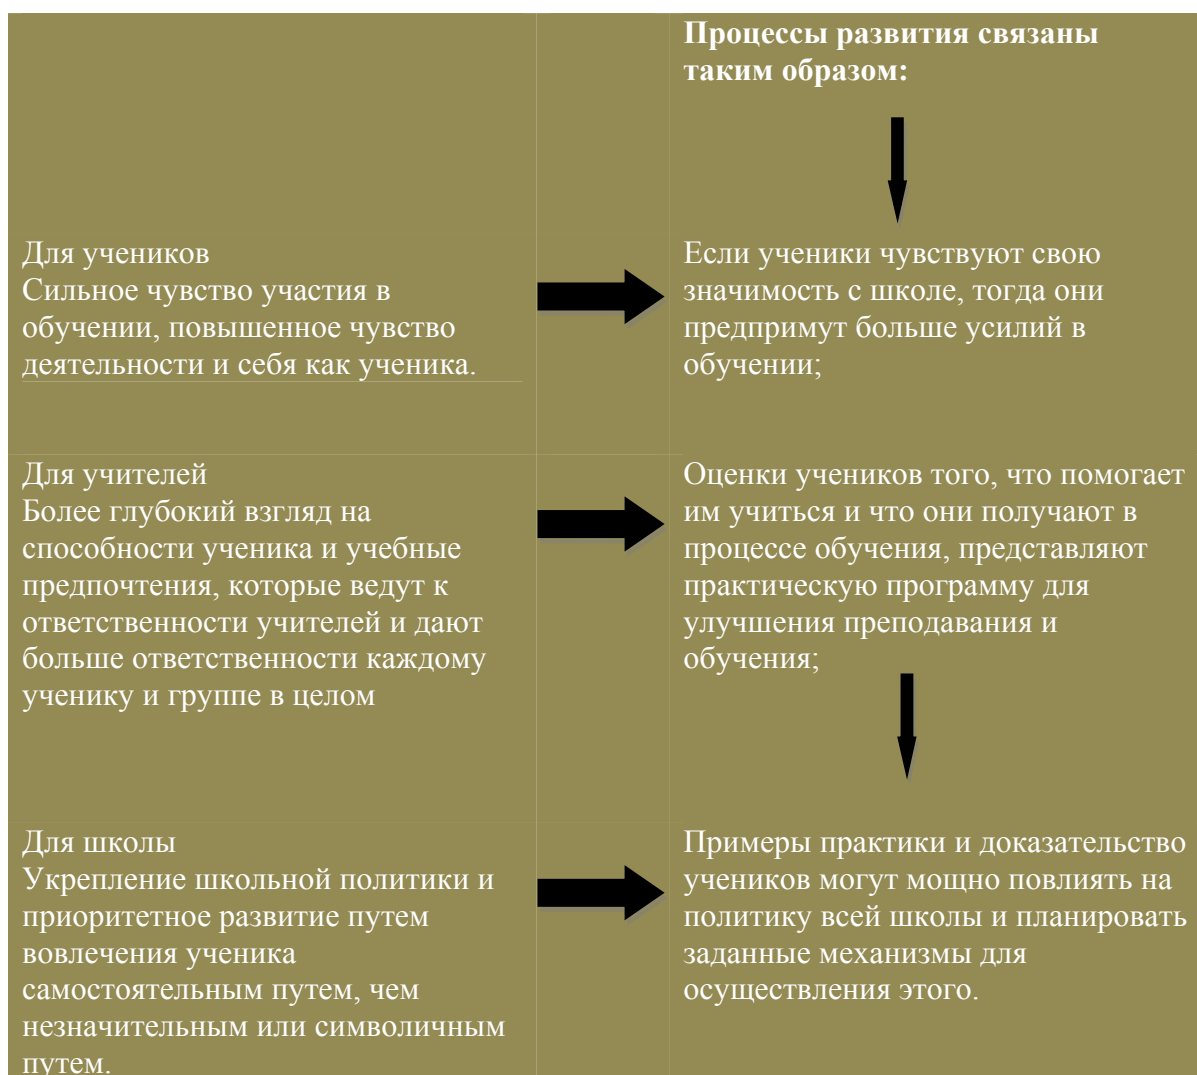 Процессы развития связаны
таким образом:
Для учеников
Сильное чувство участия в
обучении, повышенное чувство
деятельности и себя как ученика.
Если ученики чувствуют свою
значимость с школе, тогда они
предпримут больше усилий в
обучении;
Для учителей
Более глубокий взгляд на
способности ученика и учебные
предпочтения, которые ведут к
ответственности учителей и дают
больше ответственности каждому
ученику и группе в целом
Оценки учеников того, что помогает
им учиться и что они получают в
процессе обучения, представляют
практическую программу для
улучшения преподавания и
обучения;
Для школы
Укрепление школьной политики и
приоритетное развитие путем
вовлечения ученика
самостоятельным путем, чем
незначительным или символичным
путем.
Примеры практики и доказательство
учеников могут мощно повлиять на
политику всей школы и планировать
заданные механизмы для
осуществления этого.